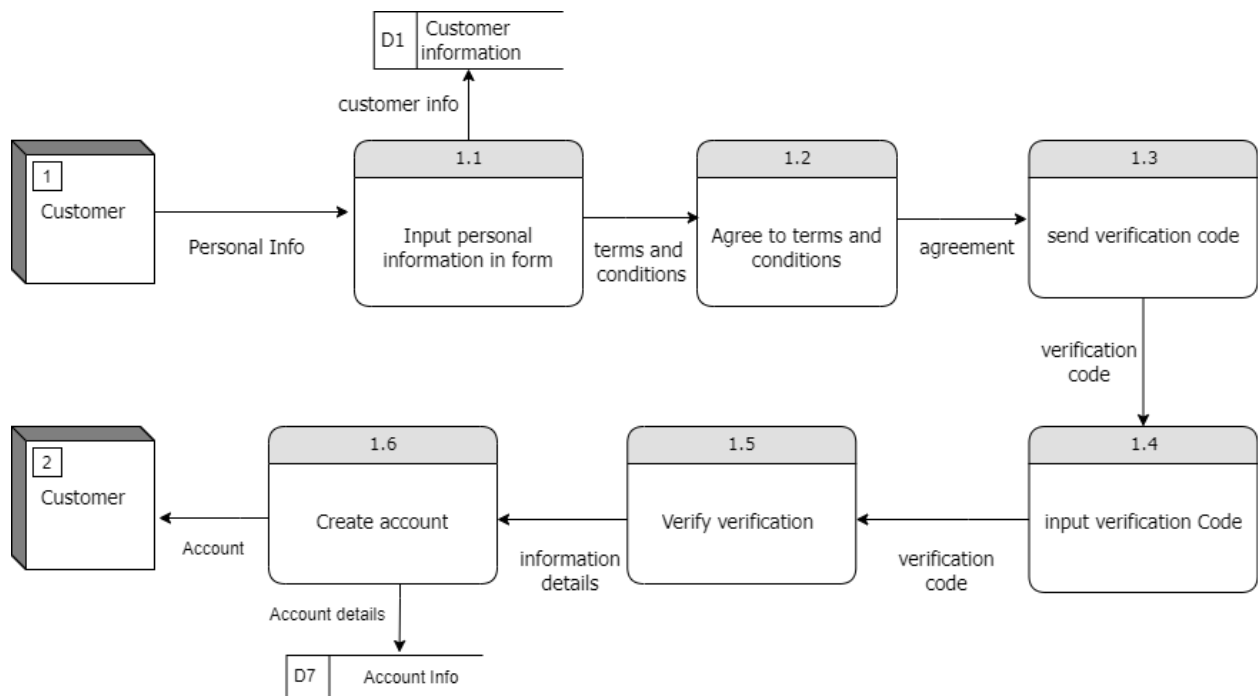 D1
Customer
information
customer info
1
Customer
Personal Info
1.1
Input personal
information in form
terms and
conditions
1.2
Agree to terms and
conditions
agreement
1.3
send verification code
verification
code
2
Customer
Account
1.6
Create account
information
details
1.5
Verify verification
verification
code
1.4
input verification Code
Account details
D7
Account Info